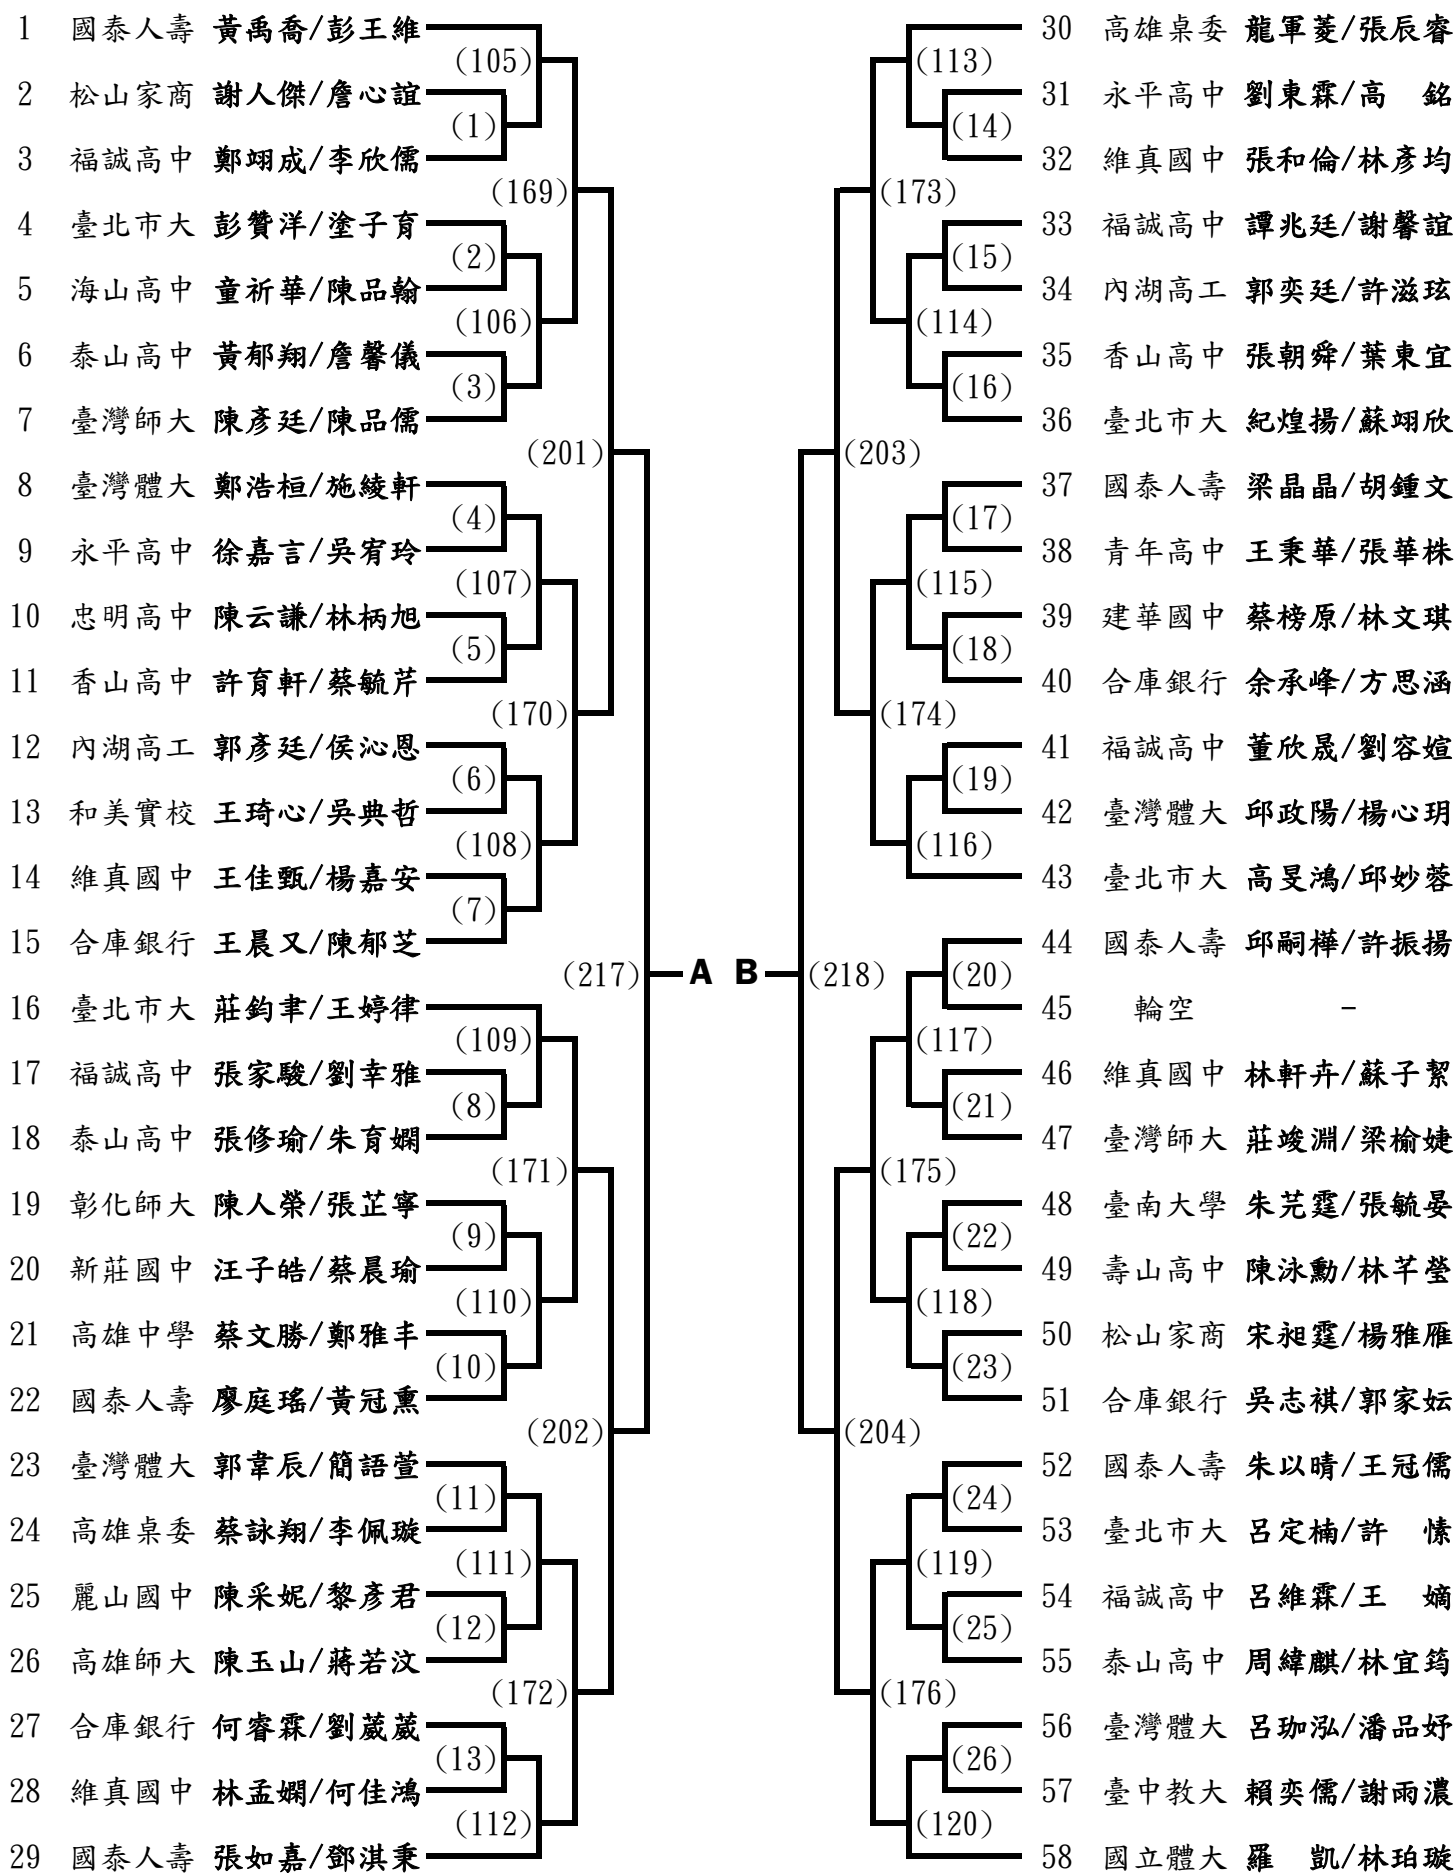 1 國泰人壽 黃禹喬/彭王維
(105)
2 松山家商 謝人傑/詹心誼
(1)
3 福誠高中 鄭翊成/李欣儒
(169)
4 臺北市大 彭贊洋/塗子育
(2)
5 海山高中 童祈華/陳品翰
(106)
6 泰山高中 黃郁翔/詹馨儀
(3)
7 臺灣師大 陳彥廷/陳品儒
(201)
8 臺灣體大 鄭浩桓/施綾軒
(4)
9 永平高中 徐嘉言/吳宥玲
(107)
10 忠明高中 陳云謙/林柄旭
(5)
11 香山高中 許育軒/蔡毓芹
(170)
12 內湖高工 郭彥廷/侯沁恩
(6)
13 和美實校 王琦心/吳典哲
(108)
14 維真國中 王佳甄/楊嘉安
(7)
15 合庫銀行 王晨又/陳郁芝
(217) A
16 臺北市大 莊鈞聿/王婷律
(109)
17 福誠高中 張家駿/劉幸雅
(8)
18 泰山高中 張修瑜/朱育嫻
(171)
19 彰化師大 陳人榮/張芷寧
(9)
20 新莊國中 汪子皓/蔡晨瑜
(110)
21 高雄中學 蔡文勝/鄭雅丰
(10)
22 國泰人壽 廖庭瑤/黃冠熏
(202)
23 臺灣體大 郭韋辰/簡語萱
(11)
24 高雄桌委 蔡詠翔/李佩璇
(111)
25 麗山國中 陳采妮/黎彥君
(12)
26 高雄師大 陳玉山/蔣若汶
(172)
27 合庫銀行 何睿霖/劉葳葳
(13)
28 維真國中 林孟嫻/何佳鴻
(112)
29 國泰人壽 張如嘉/鄧淇秉
30 高雄桌委 龍軍菱/張辰睿
(113)
31 永平高中 劉東霖/高　銘
(14)
32 維真國中 張和倫/林彥均
(173)
33 福誠高中 譚兆廷/謝馨誼
(15)
34 內湖高工 郭奕廷/許滋玹
(114)
35 香山高中 張朝舜/葉東宜
(16)
36 臺北市大 紀煌揚/蘇翊欣
(203)
37 國泰人壽 梁晶晶/胡鍾文
(17)
38 青年高中 王秉華/張華株
(115)
39 建華國中 蔡榜原/林文琪
(18)
40 合庫銀行 余承峰/方思涵
(174)
41 福誠高中 董欣晟/劉容媗
(19)
42 臺灣體大 邱政陽/楊心玥
(116)
43 臺北市大 高旻鴻/邱妙蓉
44 國泰人壽 邱嗣樺/許振揚
B (218) (20)
45 輪空 -
(117)
46 維真國中 林軒卉/蘇子絜
(21)
47 臺灣師大 莊竣淵/梁榆婕
(175)
48 臺南大學 朱芫霆/張毓晏
(22)
49 壽山高中 陳泳勳/林芊瑩
(118)
50 松山家商 宋昶霆/楊雅雁
(23)
51 合庫銀行 吳志祺/郭家妘
(204)
52 國泰人壽 朱以晴/王冠儒
(24)
53 臺北市大 呂定楠/許　愫
(119)
54 福誠高中 呂維霖/王　嫡
(25)
55 泰山高中 周緯麒/林宜筠
(176)
56 臺灣體大 呂珈泓/潘品妤
(26)
57 臺中教大 賴奕儒/謝雨濃
(120)
58 國立體大 羅　凱/林珀璇